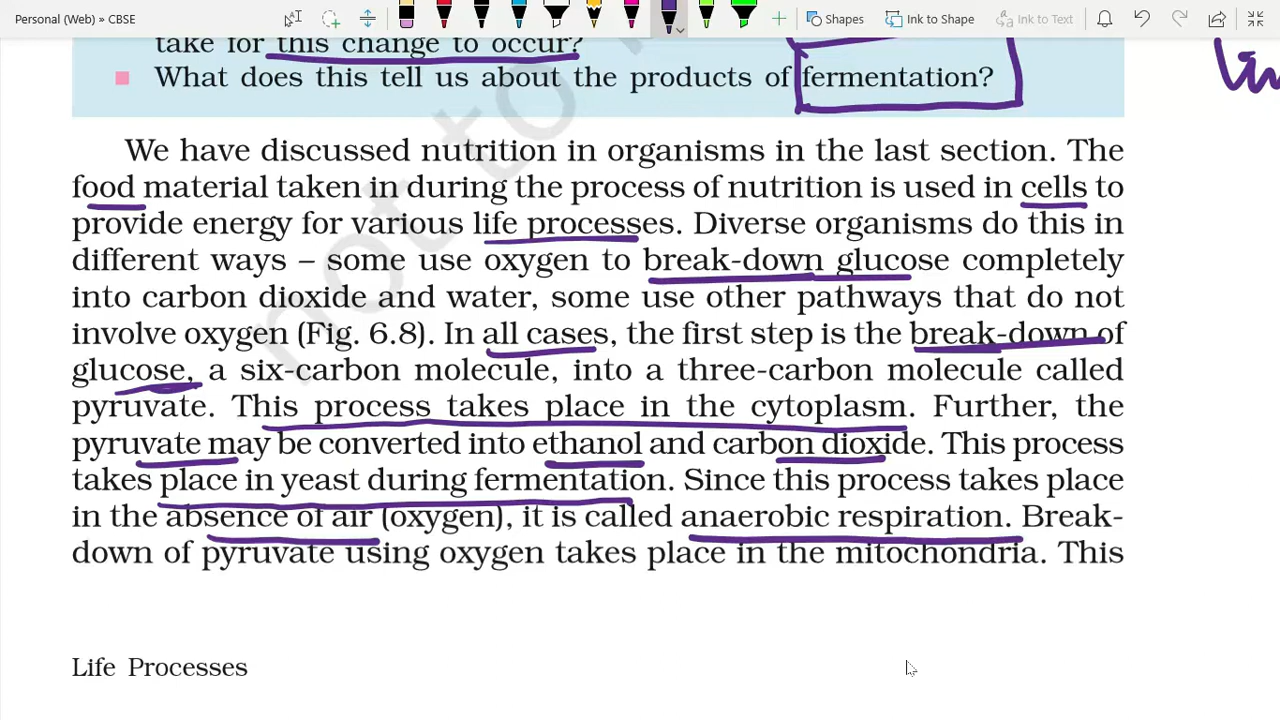 Personal (Web) » CBSE
Shapes
Ink to Shape
Ink to Text
take for this change to occur?
What does this tell us about the products of fermentation?
We have discussed nutrition in organisms in the last section. The
food material taken in during the process of nutrition is used in cells to
provide energy for various life processes. Diverse organisms do this in
different ways – some use oxygen to break-down glucose completely
into carbon dioxide and water, some use other pathways that do not
involve oxygen (Fig. 6.8). In all cases, the first step is the break-down of
glucose, a six-carbon molecule, into a three-carbon molecule called
pyruvate. This process takes place in the cytoplasm. Further, the
pyruvate may be converted into ethanol and carbon dioxide. This process
takes place in yeast during fermentation. Since this process takes place
in the absence of air (oxygen), it is called anaerobic respiration. Break-
down of pyruvate using oxygen takes place in the mitochondria. This
Life Processes
not to